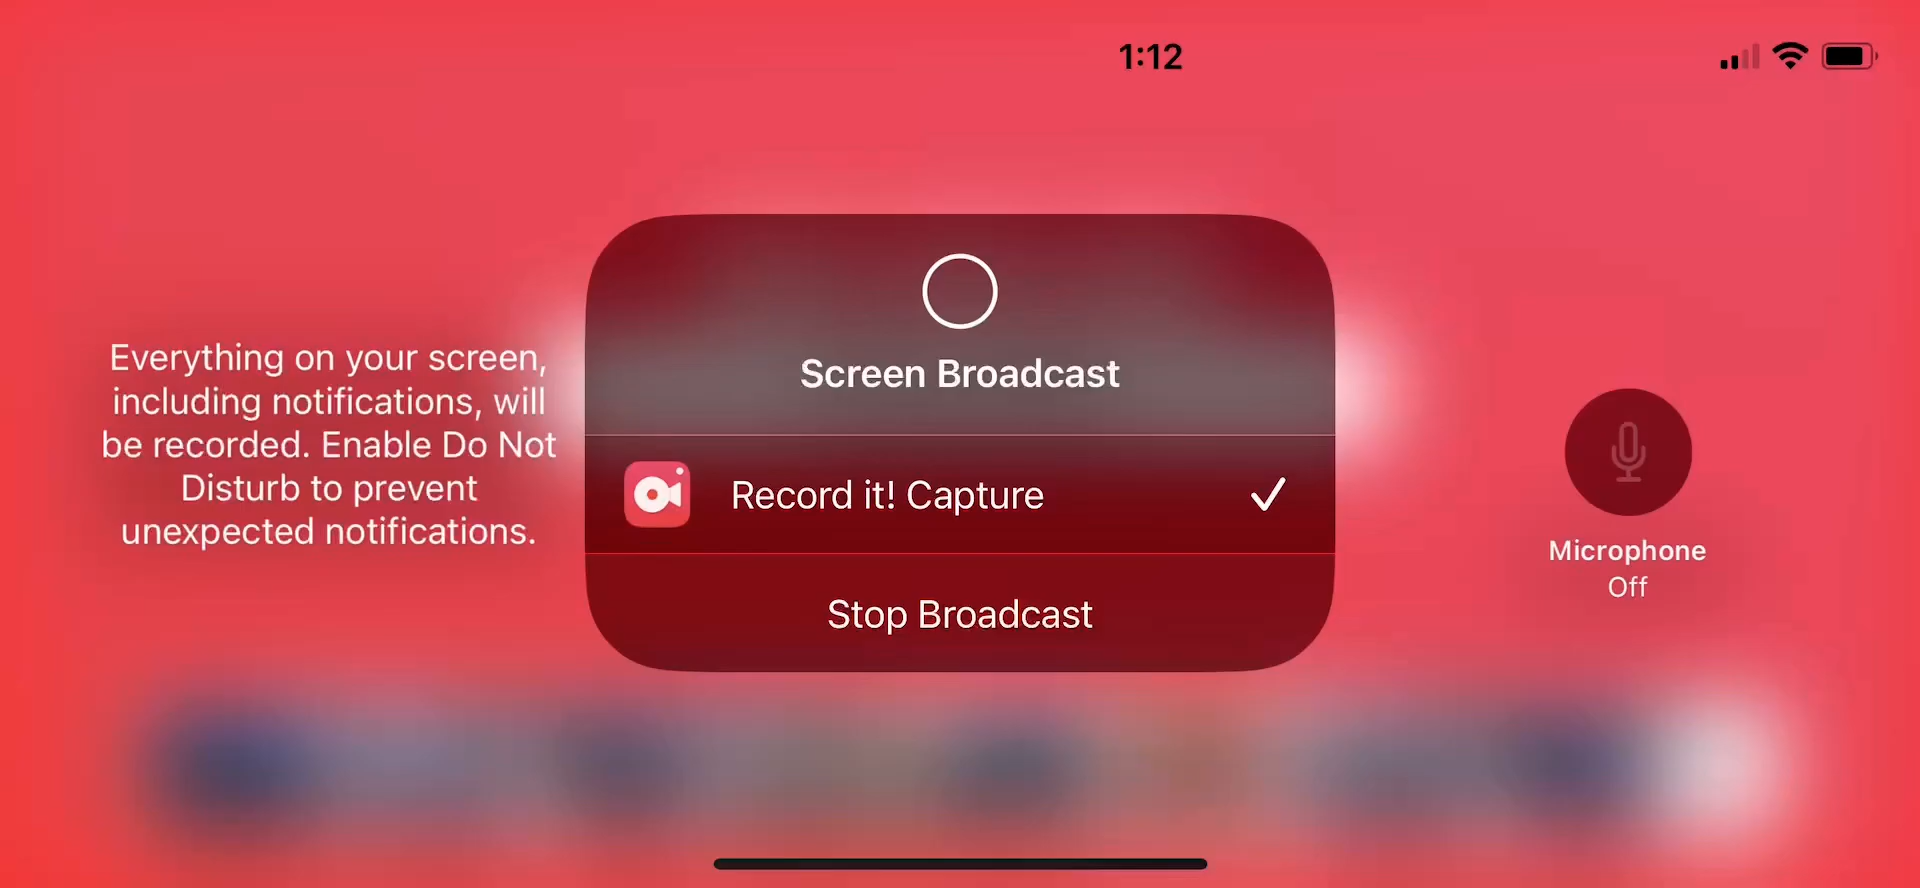 1:12
Everything on your screen,
including notifications, will
be recorded. Enable Do Not
Disturb to prevent
unexpected notifications.
Screen Broadcast
Record it! Capture
Stop Broadcast
Microphone
Off